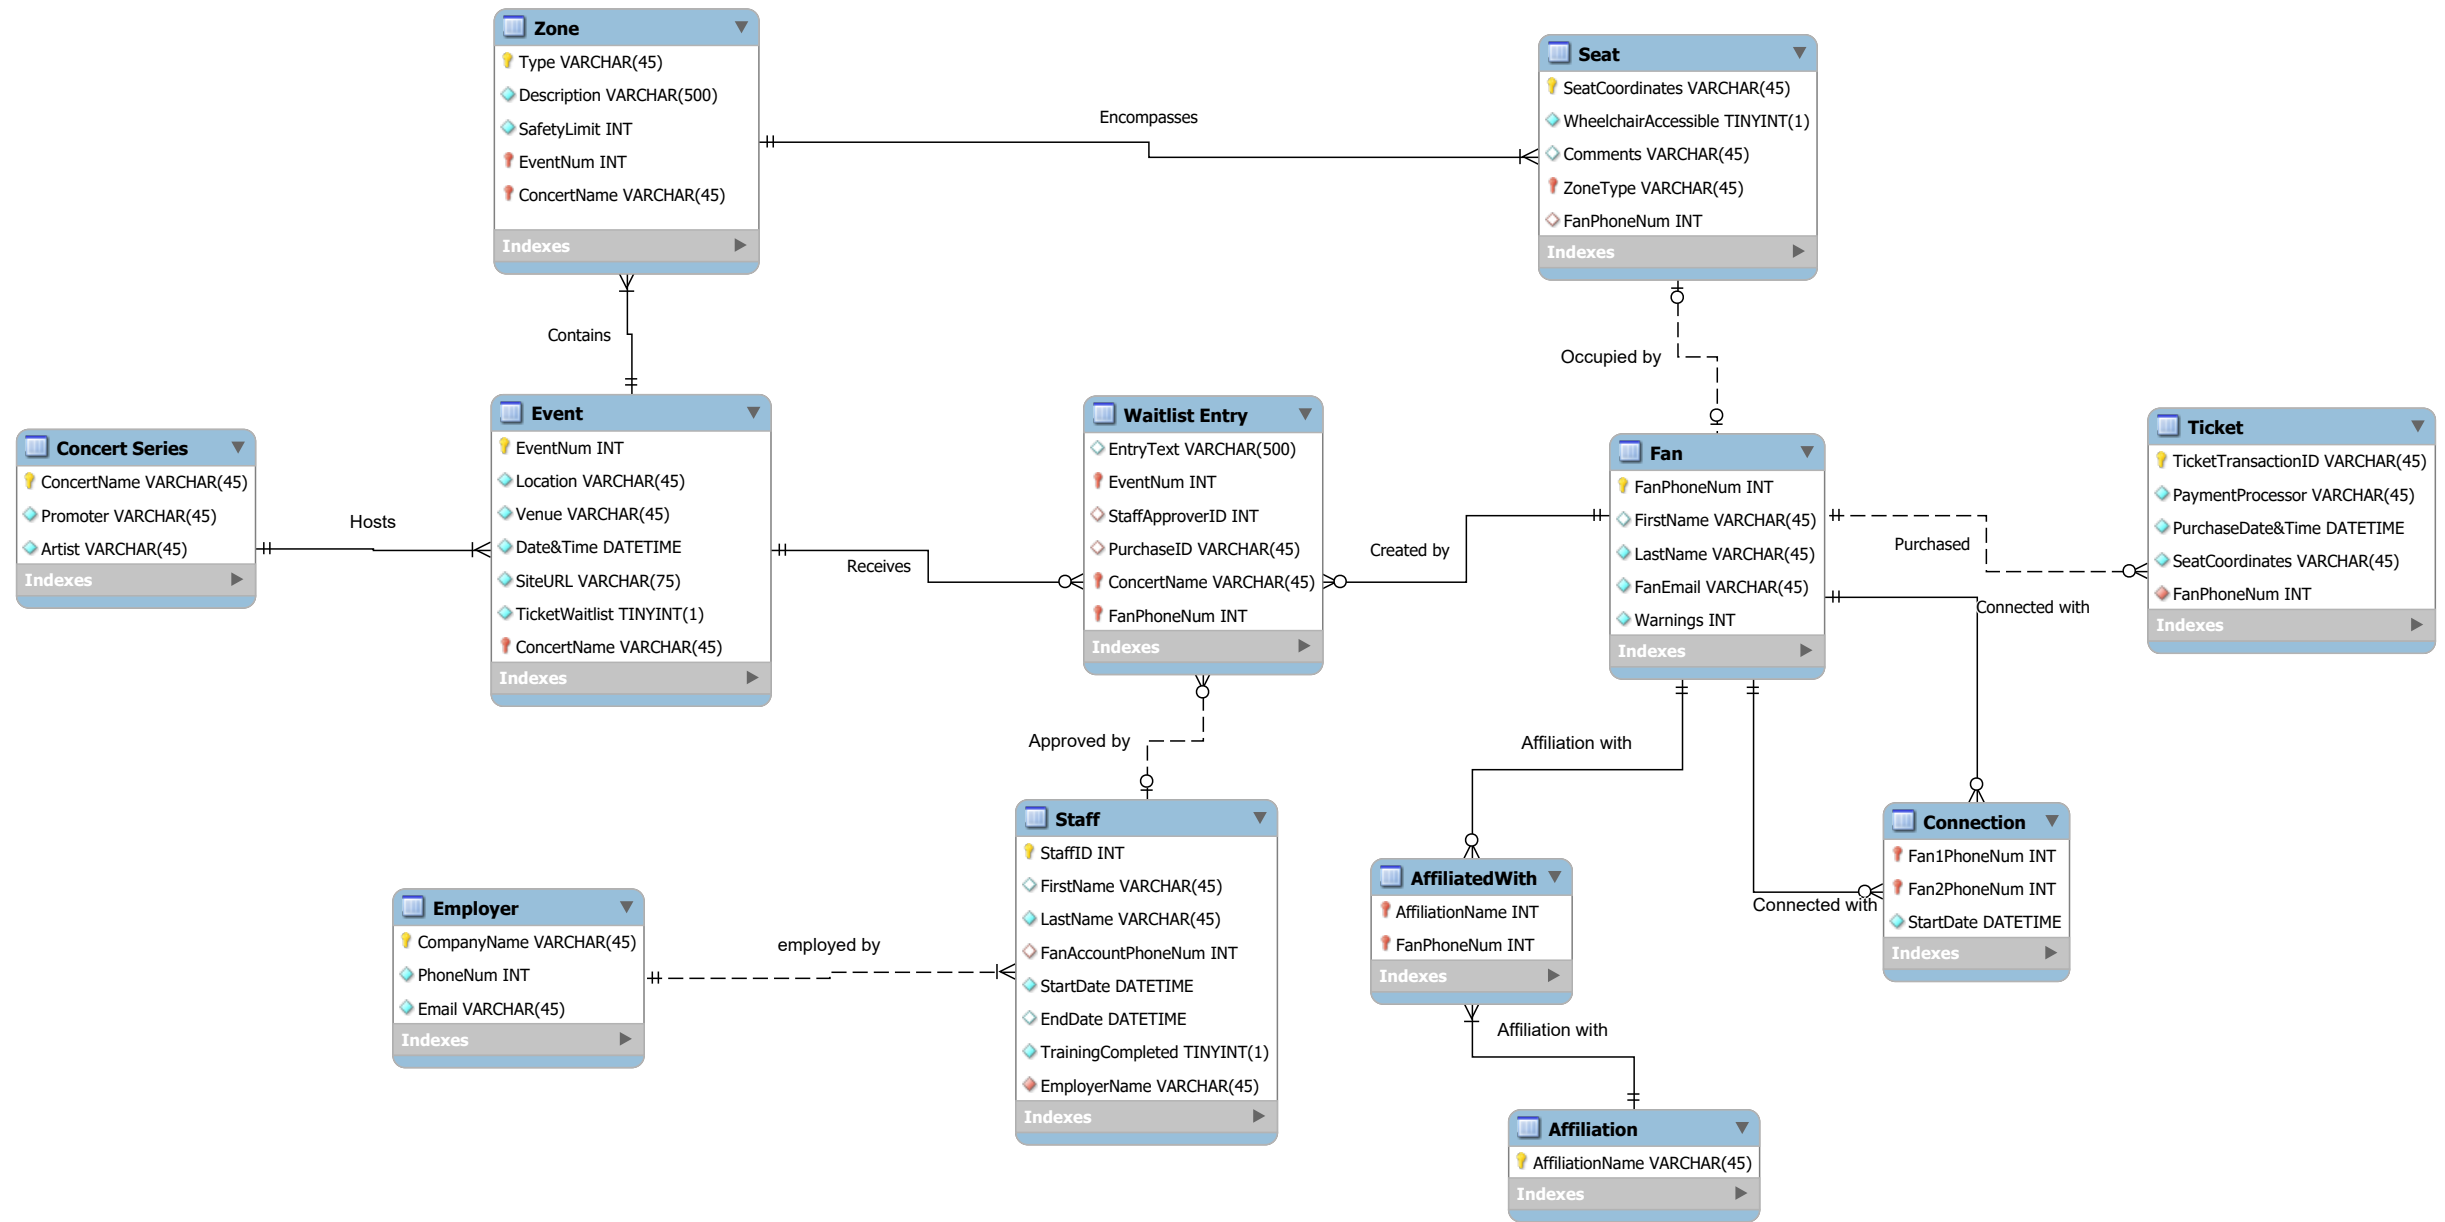 Zone
Type VARCHAR(45)
Description VARCHAR(500)
SafetyLimit INT
EventNum INT
ConcertName VARCHAR(45)
Indexes
Encompasses
Seat
SeatCoordinates VARCHAR(45)
WheelchairAccessible TINYINT(1)
Comments VARCHAR(45)
ZoneType VARCHAR(45)
FanPhoneNum INT
Indexes
Contains
Occupied by
Concert Series
ConcertName VARCHAR(45)
Promoter VARCHAR(45)
Artist VARCHAR(45)
Indexes
Hosts
Event
EventNum INT
Location VARCHAR(45)
Venue VARCHAR(45)
Date&Time DATETIME
SiteURL VARCHAR(75)
TicketWaitlist TINYINT(1)
ConcertName VARCHAR(45)
Indexes
Receives
Waitlist Entry
EntryText VARCHAR(500)
EventNum INT
StaffApproverID INT
PurchaseID VARCHAR(45)
ConcertName VARCHAR(45)
FanPhoneNum INT
Indexes
Created by
Fan
FanPhoneNum INT
FirstName VARCHAR(45)
LastName VARCHAR(45)
FanEmail VARCHAR(45)
Warnings INT
Indexes
Purchased
Connected with
Ticket
TicketTransactionID VARCHAR(45)
PaymentProcessor VARCHAR(45)
PurchaseDate&Time DATETIME
SeatCoordinates VARCHAR(45)
FanPhoneNum INT
Indexes
Approved by
Affiliation with
Employer
CompanyName VARCHAR(45)
PhoneNum INT
Email VARCHAR(45)
Indexes
employed by
Staff
StaffID INT
FirstName VARCHAR(45)
LastName VARCHAR(45)
FanAccountPhoneNum INT
StartDate DATETIME
EndDate DATETIME
TrainingCompleted TINYINT(1)
EmployerName VARCHAR(45)
Indexes
AffiliatedWith
AffiliationName INT
FanPhoneNum INT
Indexes
Connected with
Connection
Fan1PhoneNum INT
Fan2PhoneNum INT
StartDate DATETIME
Indexes
Affiliation with
Affiliation
AffiliationName VARCHAR(45)
Indexes